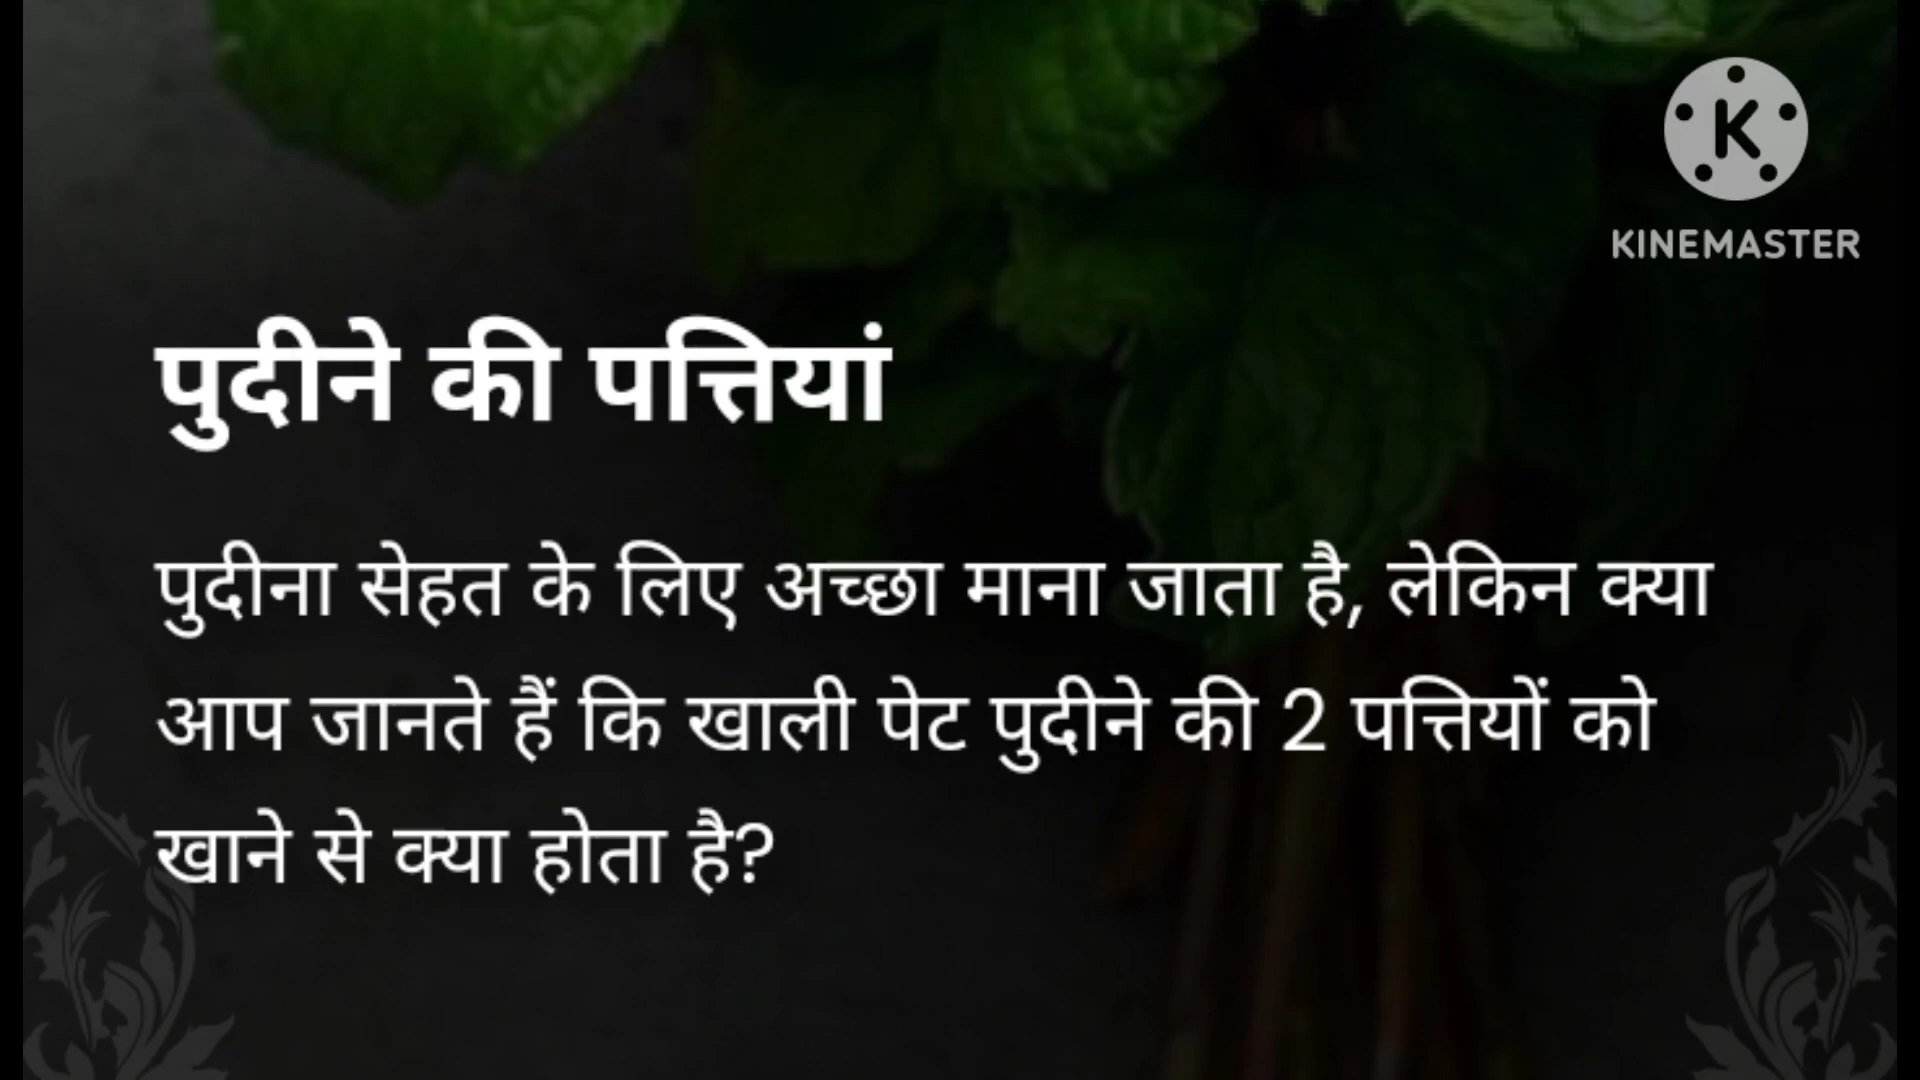 KINEMASTER
पुदीने की पत्तियां
पुदीना सेहत के लिए अच्छा माना जाता है, लेकिन क्या
आप जानते हैं कि खाली पेट पुदीने की 2 पत्तियों को
खाने से क्या होता है?